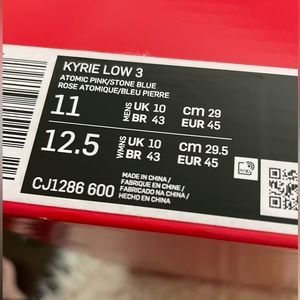 KYRIE LOW 3
ATOMIC PINK/STONE BLUE
ROSE ATOMIQUE/BLEU PIERRE
11 MENS UK 10 cm 29
BR 43 EUR 45
12.5 WMNS UK 10 cm 29.5
BR 43 EUR 45
CJ1286 600
MADE IN CHINA /
FABRIQUE EN CHINE /
FABRICADO NA CHINA /
HECHO EN CHINA